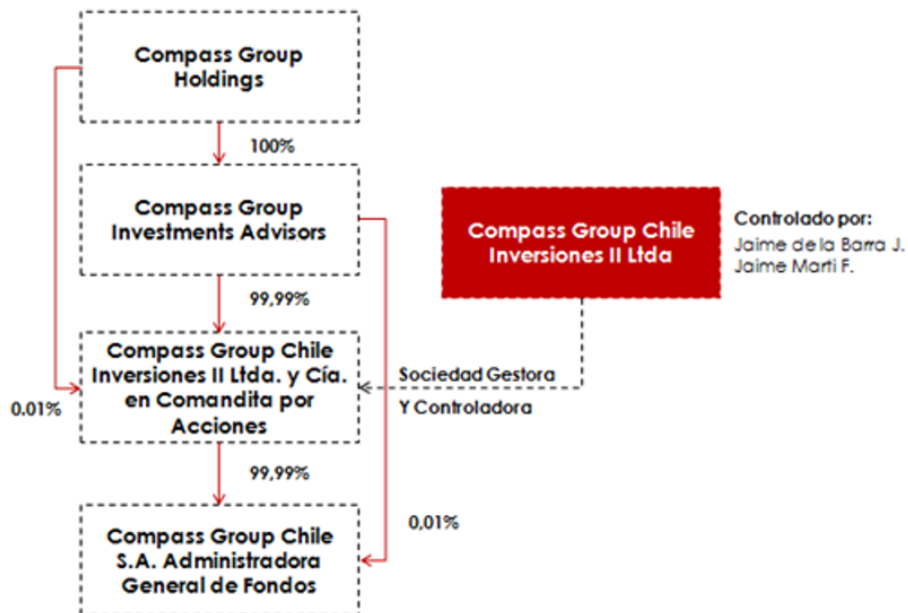 Compass Group
Holdings
100%
Compass Group
Investments Advisors
Compass Group Chile
Inversiones II Ltda
Controlado por:
Jaime de la Barra J.
Jaime Marti F.
99,99%
Compass Group Chile
Inversiones II Ltda. y Cía.
en Comandita por
Acciones
Sociedad Gestora
Y Controladora
0.01%
99,99%
0,01%
Compass Group Chile
S.A. Administradora
General de Fondos